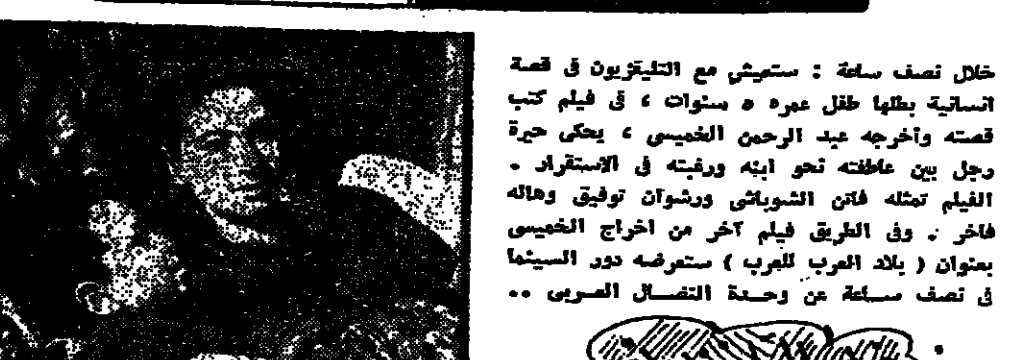 خلال نصف ساعة : ستعيش مع التليفزيون فى قصة
انسانية بطلها طفل عمره ٥ سنوات ، فى فيلم كتب
قصته وأخرجه عبد الرحمن الخميسى ، يحكى حيرة
رجل بين عاطفته نحو ابنه ورغبته فى الاستقرار .
الفيلم تمثله فاتن الشوباشى ورشوان توفيق وهاله
فاخر . وفى الطريق فيلم آخر من اخراج الخميسى
بعنوان ( بلاد العرب للعرب ) ستعرضه دور السينما
فى نصف ساعة عن وحدة النضال العربى ..